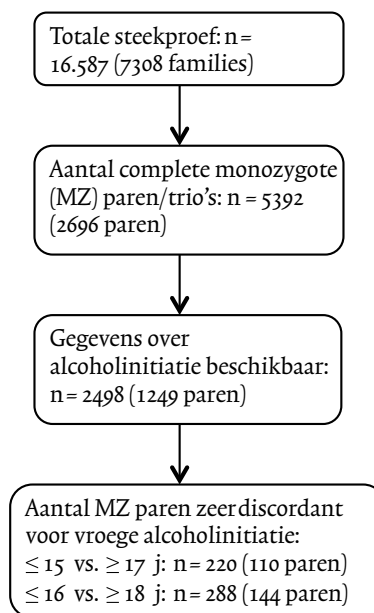 Totale steekproef: n =
16.587 (7308 families)
Aantal complete monozygote
(MZ) paren/trio's: n = 5392
(2696 paren)
Gegevens over
alcoholinitiatie beschikbaar:
n = 2498 (1249 paren)
Aantal MZ paren zeer discordant
voor vroege alcoholinitiatie:
≤ 15 vs. ≥ 17 j: n = 220 (110 paren)
≤ 16 vs. ≥ 18 j: n = 288 (144 paren)